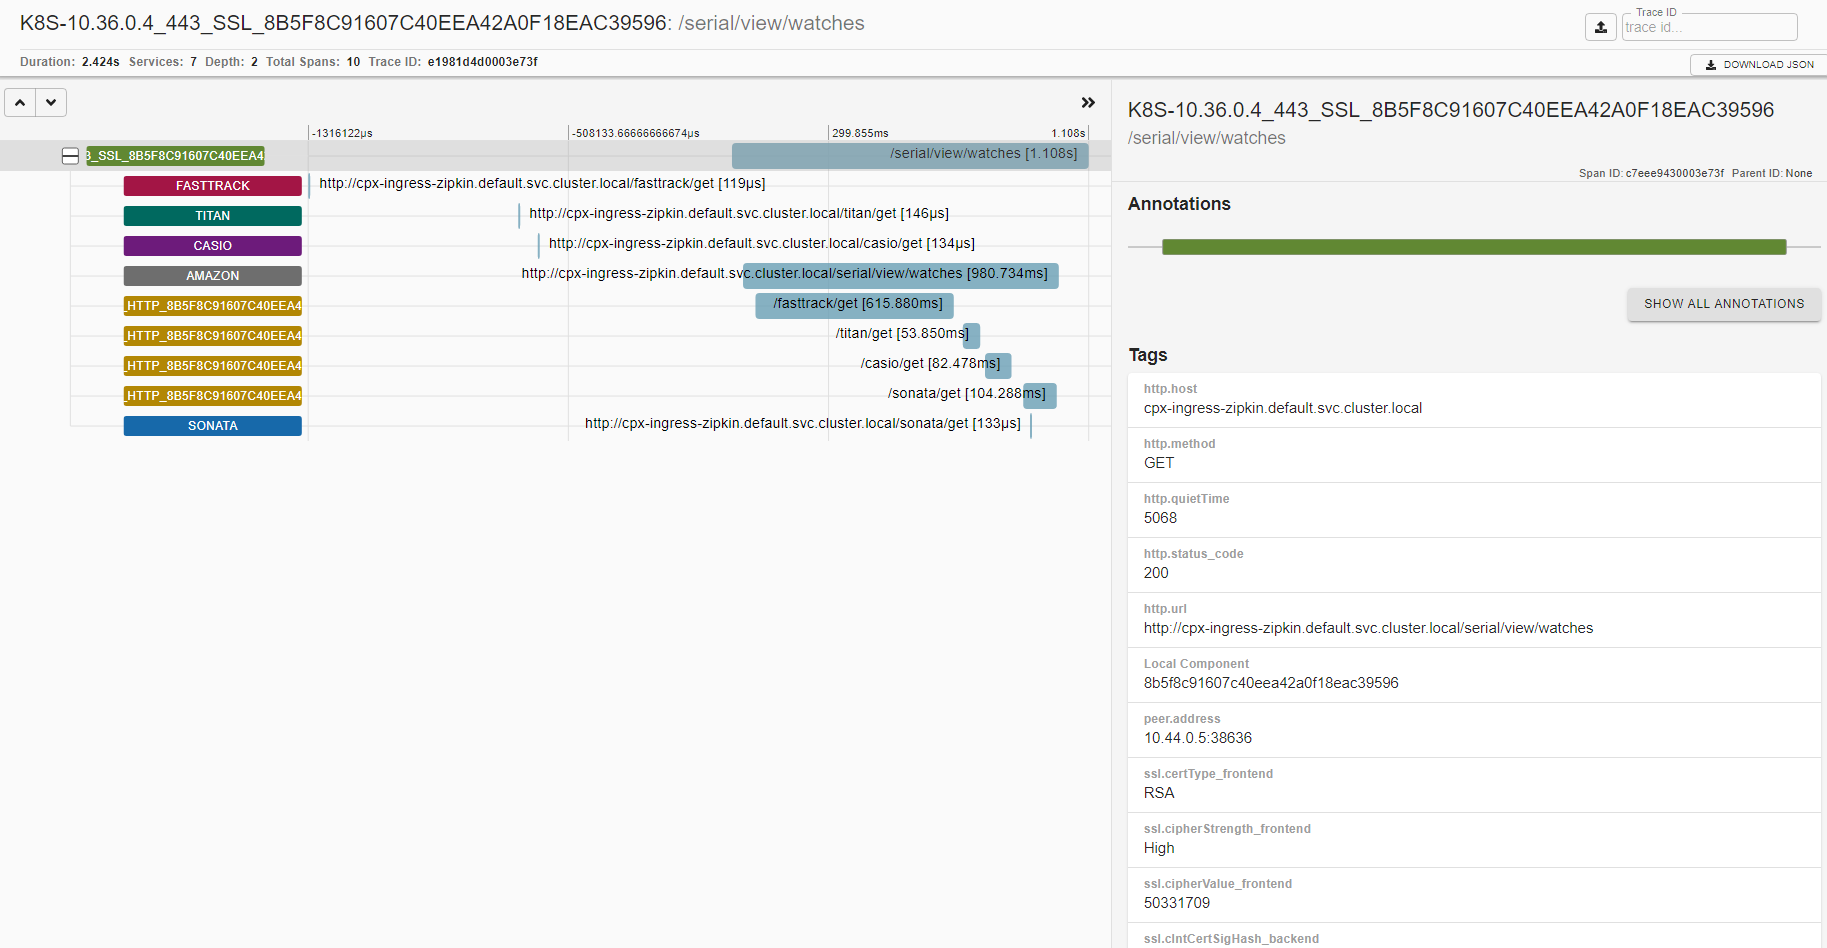 K8S-10.36.0.4_443_SSL_8B5F8C91607C40EEA42A0F18EAC39596: /serial/view/watches
Trace ID
trace id...
Duration: 2.424s Services: 7 Depth: 2 Total Spans: 10 Trace ID: e1981d4d0003e73f
DOWNLOAD JSON
-1316122μs -508133.66666666674μs 299.855ms 1.108s
3_SSL_8B5F8C91607C40EEA4 /serial/view/watches [1.108s]
FASTTRACK http://cpx-ingress-zipkin.default.svc.cluster.local/fasttrack/get [119μs]
TITAN http://cpx-ingress-zipkin.default.svc.cluster.local/titan/get [146μs]
CASIO http://cpx-ingress-zipkin.default.svc.cluster.local/casio/get [134μs]
AMAZON http://cpx-ingress-zipkin.default.svc.cluster.local/serial/view/watches [980.734ms]
_HTTP_8B5F8C91607C40EEA4 /fasttrack/get [615.880ms]
_HTTP_8B5F8C91607C40EEA4 /titan/get [53.850ms]
_HTTP_8B5F8C91607C40EEA4 /casio/get [82.478ms]
_HTTP_8B5F8C91607C40EEA4 /sonata/get [104.288ms]
SONATA http://cpx-ingress-zipkin.default.svc.cluster.local/sonata/get [133μs]
K8S-10.36.0.4_443_SSL_8B5F8C91607C40EEA42A0F18EAC39596
/serial/view/watches
Span ID: c7eee9430003e73f Parent ID: None
Annotations
SHOW ALL ANNOTATIONS
Tags
http.host
cpx-ingress-zipkin.default.svc.cluster.local
http.method
GET
http.quietTime
5068
http.status_code
200
http.url
http://cpx-ingress-zipkin.default.svc.cluster.local/serial/view/watches
Local Component
8b5f8c91607c40eea42a0f18eac39596
peer.address
10.44.0.5:38636
ssl.certType_frontend
RSA
ssl.cipherStrength_frontend
High
ssl.cipherValue_frontend
50331709
ssl.clntCertSigHash_backend